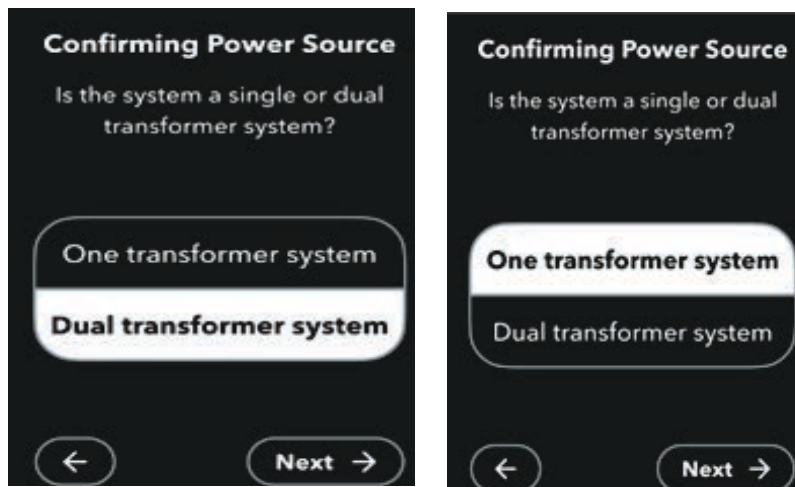 Confirming Power Source
Is the system a single or dual
transformer system?
One transformer system
Dual transformer system
Next
Confirming Power Source
Is the system a single or dual
transformer system?
One transformer system
Dual transformer system
Next